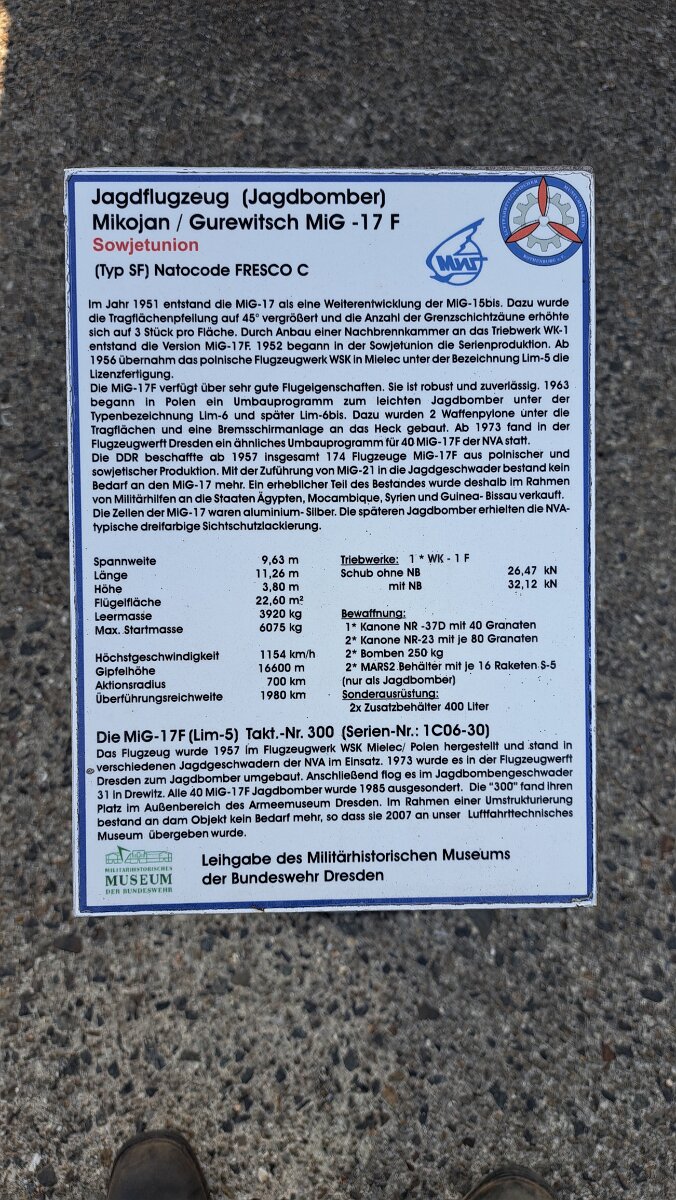 Jagdflugzeug (Jagdbomber)
Mikojan / Gurewitsch MiG -17 F
Sowjetunion
(Typ SF) Natocode FRESCO C
МиГ
LUFTFAHRTTECHNISCHER MUSEUMSVEREIN
ROTHENBURG e.V.
Im Jahr 1951 entstand die MiG-17 als eine Weiterentwicklung der MiG-15bis. Dazu wurde
die Tragflächenpfeilung auf 45° vergrößert und die Anzahl der Grenzschichtzäune erhöhte
sich auf 3 Stück pro Fläche. Durch Anbau einer Nachbrennkammer an das Triebwerk WK-1
entstand die Version MiG-17F. 1952 begann in der Sowjetunion die Serienproduktion. Ab
1956 übernahm das polnische Flugzeugwerk WSK in Mielec unter der Bezeichnung Lim-5 die
Lizenzfertigung.
Die MiG-17F verfügt über sehr gute Flugeigenschaften. Sie ist robust und zuverlässig. 1963
begann in Polen ein Umbauprogramm zum leichten Jagdbomber unter der
Typenbezeichnung Lim-6 und später Lim-6bis. Dazu wurden 2 Waffenpylone unter die
Tragflächen und eine Bremsschirmanlage an das Heck gebaut. Ab 1973 fand in der
Flugzeugwerft Dresden ein ähnliches Umbauprogramm für 40 MiG-17F der NVA statt.
Die DDR beschaffte ab 1957 insgesamt 174 Flugzeuge MiG-17F aus polnischer und
sowjetischer Produktion. Mit der Zuführung von MiG-21 in die Jagdgeschwader bestand kein
Bedarf an den MiG-17 mehr. Ein erheblicher Teil des Bestandes wurde deshalb im Rahmen
von Militärhilfen an die Staaten Ägypten, Mocambique, Syrien und Guinea- Bissau verkauft.
Die Zellen der MiG-17 waren aluminium- Silber. Die späteren Jagdbomber erhielten die NVA-
typische dreifarbige Sichtschutzlackierung.
Spannweite 9,63 m
Länge 11,26 m
Höhe 3,80 m
Flügelfläche 22,60 m²
Leermasse 3920 kg
Max. Startmasse 6075 kg
Höchstgeschwindigkeit 1154 km/h
Gipfelhöhe 16600 m
Aktionsradius 700 km
Überführungsreichweite 1980 km
Triebwerke: 1 * WK - 1 F
Schub ohne NB 26,47 kN
mit NB 32,12 kN
Bewaffnung:
1* Kanone NR -37D mit 40 Granaten
2* Kanone NR-23 mit je 80 Granaten
2* Bomben 250 kg
2* MARS2 Behälter mit je 16 Raketen S-5
(nur als Jagdbomber)
Sonderausrüstung:
2x Zusatzbehälter 400 Liter
Die MiG-17F (Lim-5) Takt.-Nr. 300 (Serien-Nr.: 1C06-30)
Das Flugzeug wurde 1957 im Flugzeugwerk WSK Mielec/ Polen hergestellt und stand in
verschiedenen Jagdgeschwadern der NVA im Einsatz. 1973 wurde es in der Flugzeugwerft
Dresden zum Jagdbomber umgebaut. Anschließend flog es im Jagdbombengeschwader
31 in Drewitz. Alle 40 MiG-17F Jagdbomber wurde 1985 ausgesondert. Die "300" fand ihren
Platz im Außenbereich des Armeemuseum Dresden. Im Rahmen einer Umstrukturierung
bestand an dam Objekt kein Bedarf mehr, so dass sie 2007 an unser Luftfahrttechnisches
Museum übergeben wurde.
MILITÄRHISTORISCHES
MUSEUM
DER BUNDESWEHR
Leihgabe des Militärhistorischen Museums
der Bundeswehr Dresden